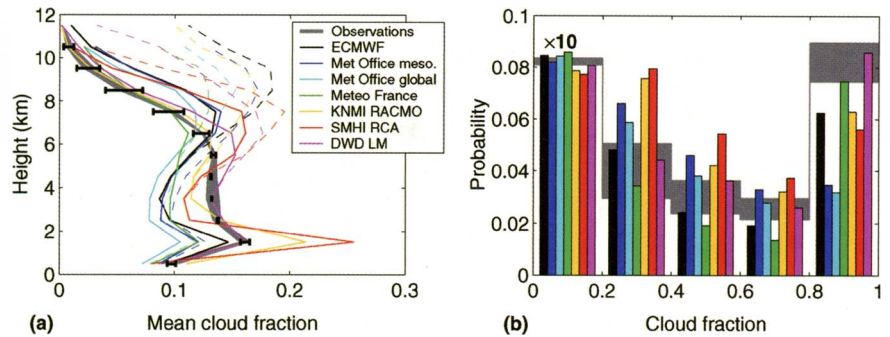 12
10
8
6
4
2
0
Height (km)
0
0.1
0.2
0.3
(a)
Mean cloud fraction
Observations
ECMWF
Met Office meso.
Met Office global
Meteo France
KNMI RACMO
SMHI RCA
DWD LM
0.1
0.08
0.06
0.04
0.02
0
Probability
×10
0
0.2
0.4
0.6
0.8
1
(b)
Cloud fraction